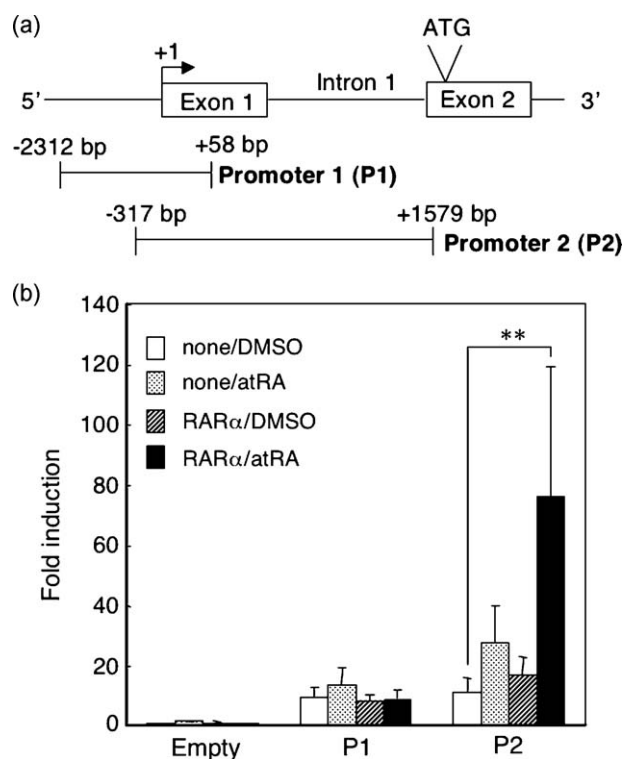 (a)
ATG
+1
5’ Exon 1 Intron 1 Exon 2 3’
-2312 bp +58 bp
Promoter 1 (P1)
-317 bp +1579 bp
Promoter 2 (P2)
(b)
140
120
100
80
60
40
20
0
Fold induction
none/DMSO
none/atRA
RARα/DMSO
RARα/atRA
**
Empty P1 P2